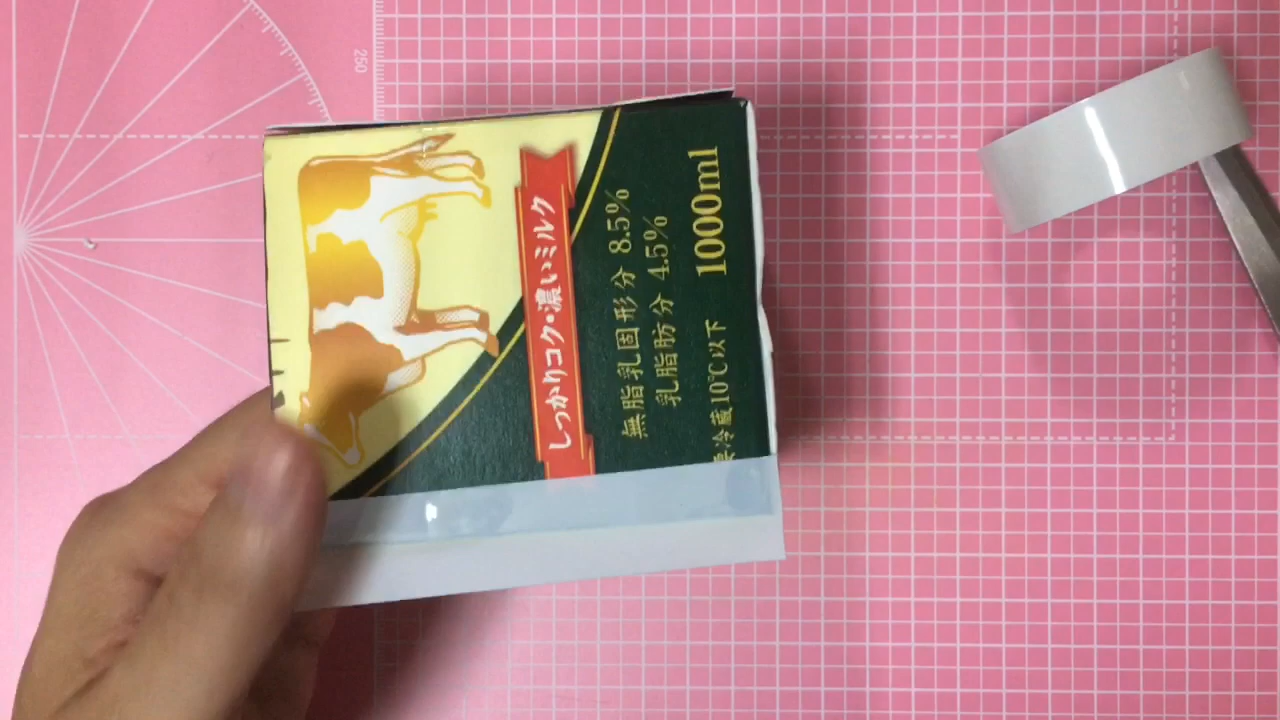 しっかりコク・濃いミルク
無脂乳固形分 8.5%
乳脂肪分 4.5%
要冷蔵10℃以下 1000ml
250